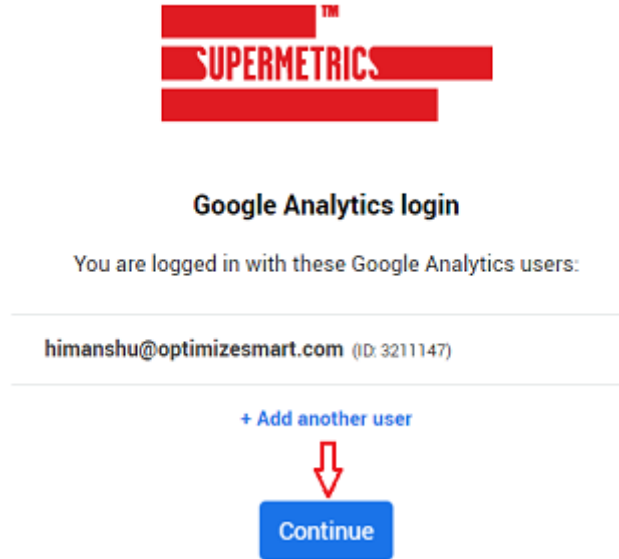 TM
SUPERMETRICS
Google Analytics login
You are logged in with these Google Analytics users:
himanshu@optimizesmart.com (ID: 3211147)
+ Add another user
Continue